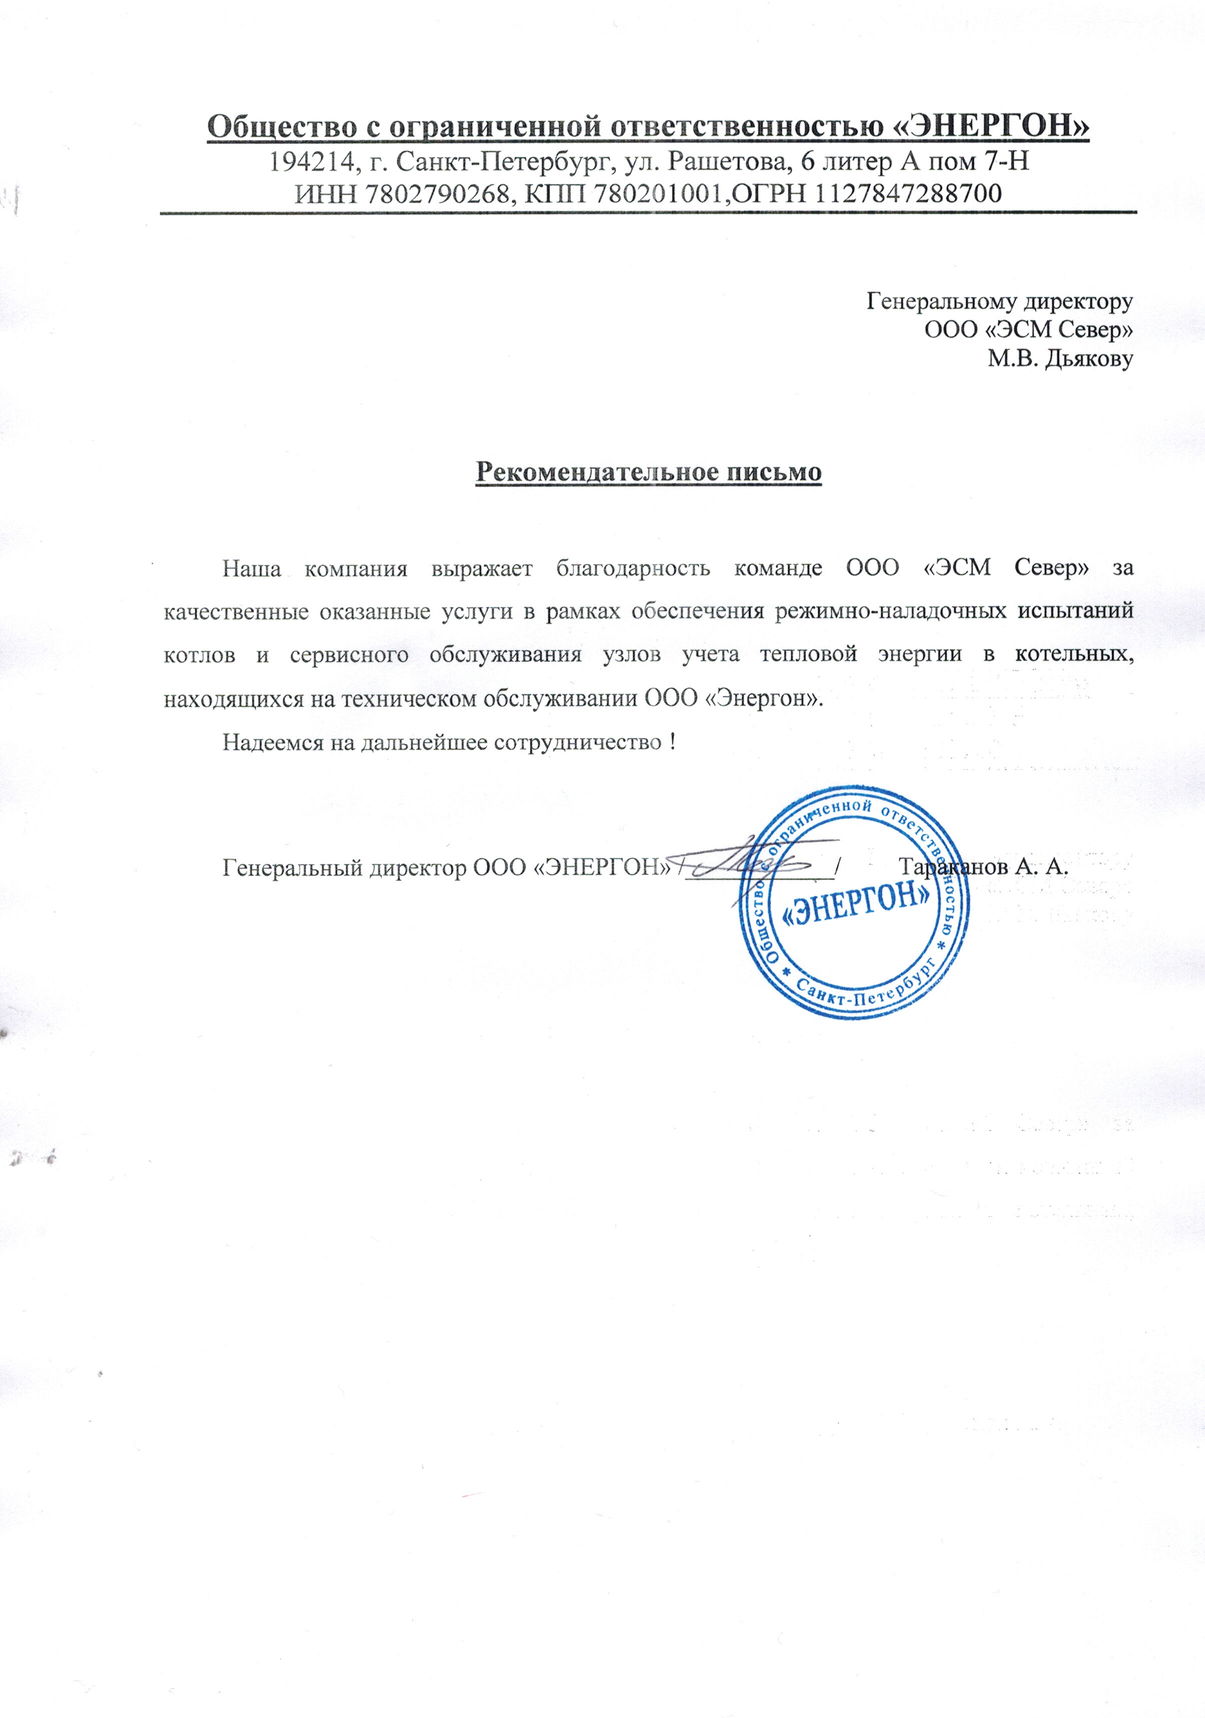 Общество с ограниченной ответственностью «ЭНЕРГОН»
194214, г. Санкт-Петербург, ул. Рашетова, 6 литер А пом 7-Н
ИНН 7802790268, КПП 780201001,ОГРН 1127847288700
Генеральному директору
ООО «ЭСМ Север»
М.В. Дьякову
Рекомендательное письмо
Наша компания выражает благодарность команде ООО «ЭСМ Север» за
качественные оказанные услуги в рамках обеспечения режимно-наладочных испытаний
котлов и сервисного обслуживания узлов учета тепловой энергии в котельных,
находящихся на техническом обслуживании ООО «Энергон».
Надеемся на дальнейшее сотрудничество !
Генеральный директор ООО «ЭНЕРГОН» /____________/ Тараканов А. А.
Общество с ограниченной ответственностью
«ЭНЕРГОН»
* Санкт-Петербург *